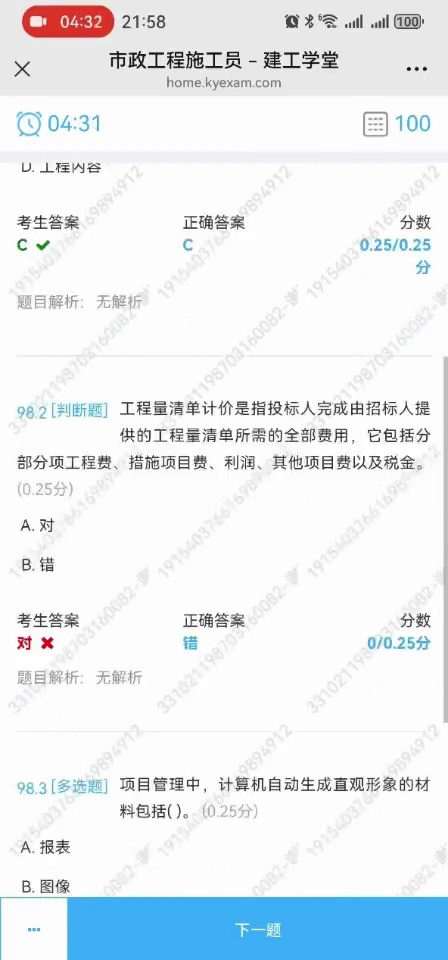 04:32 21:58 100
市政工程施工员 – 建工学堂
home.kyexam.com
04:31 100
D. 工程内容
考生答案 正确答案 分数
C C 0.25/0.25
分
题目解析: 无解析
98.2 [判断题] 工程量清单计价是指投标人完成由招标人提
供的工程量清单所需的全部费用，它包括分
部分项工程费、措施项目费、利润、其他项目费以及税金。
(0.25分)
A. 对
B. 错
考生答案 正确答案 分数
对 错 0/0.25分
题目解析: 无解析
98.3 [多选题] 项目管理中，计算机自动生成直观形象的材
料包括( )。 (0.25分)
A. 报表
B. 图像
下一题